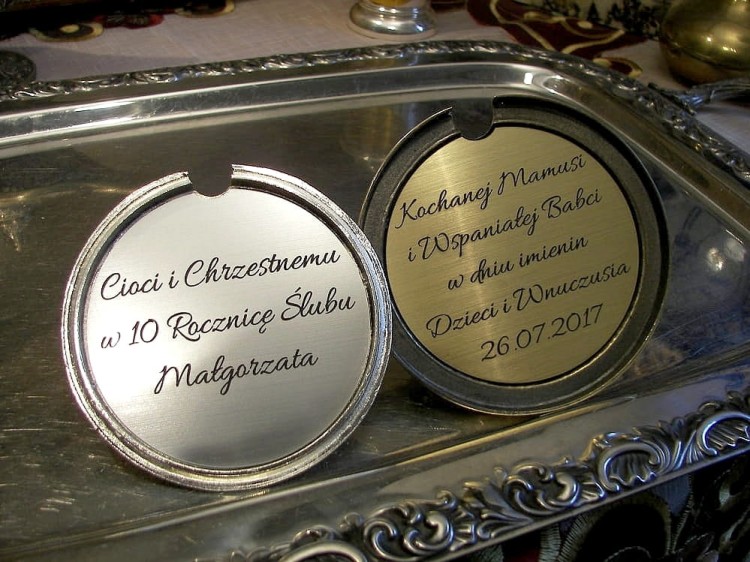 Cioci i Chrzestnemu
w 10 Rocznicę Ślubu
Małgorzata
Kochanej Mamusi
i Wspaniałej Babci
w dniu imienin
Dzieci i Wnuczusia
26.07.2017